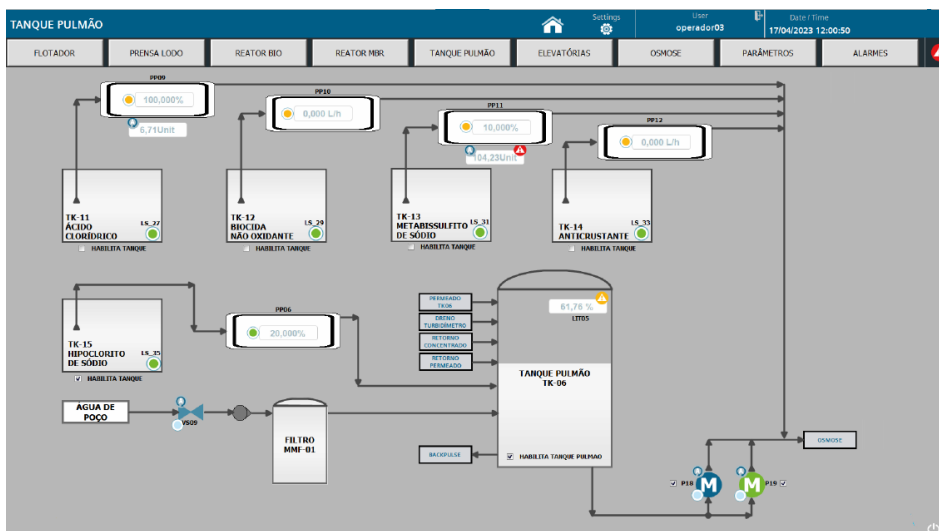 TANQUE PULMÃO
Settings
User
operador03
Date / Time
17/04/2023 12:00:50
FLOTADOR
PRENSA LODO
REATOR BIO
REATOR MBR
TANQUE PULMÃO
ELEVATÓRIAS
OSMOSE
PARÂMETROS
ALARMES
PP09
100,000%
6,71Unit
PP10
0,000 L/h
PP11
10,000%
104,23Unit
PP12
0,000 L/h
TK-11
ÁCIDO
CLORÍDRICO
LS_27
HABILITA TANQUE
TK-12
BIOCIDA
NÃO OXIDANTE
LS_29
HABILITA TANQUE
TK-13
METABISSULFITO
DE SÓDIO
LS_31
HABILITA TANQUE
TK-14
ANTICRUSTANTE
LS_33
HABILITA TANQUE
TK-15
HIPOCLORITO
DE SÓDIO
LS_35
HABILITA TANQUE
PP06
20,000%
PERMEADO
TK06
DRENO
TURBIDÍMETRO
RETORNO
CONCENTRADO
RETORNO
PERMEADO
61,76 %
LIT05
TANQUE PULMÃO
TK-06
HABILITA TANQUE PULMAO
ÁGUA DE
POÇO
VS09
FILTRO
MMF-01
BACKPULSE
OSMOSE
P18
M
M
P19